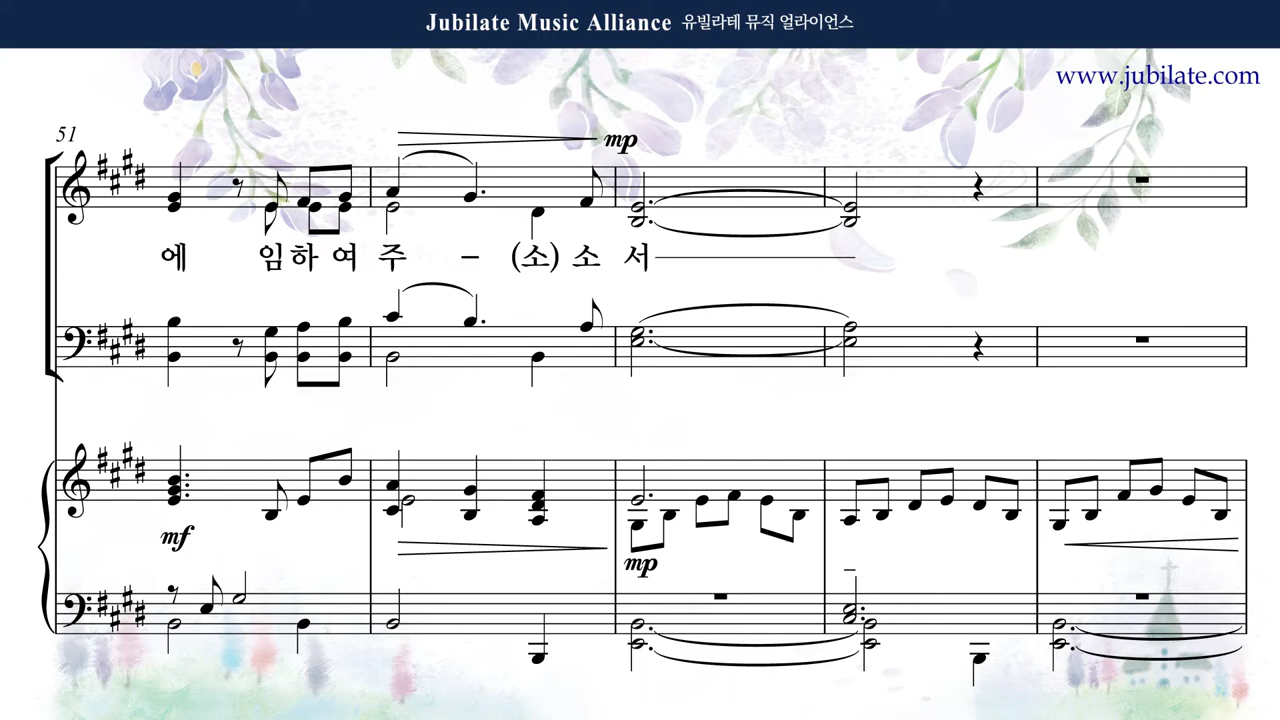 Jubilate Music Alliance 유빌라테 뮤직 얼라이언스
www.jubilate.com
51
mp
에 임하여 주 - (소) 소 서
mf
mp